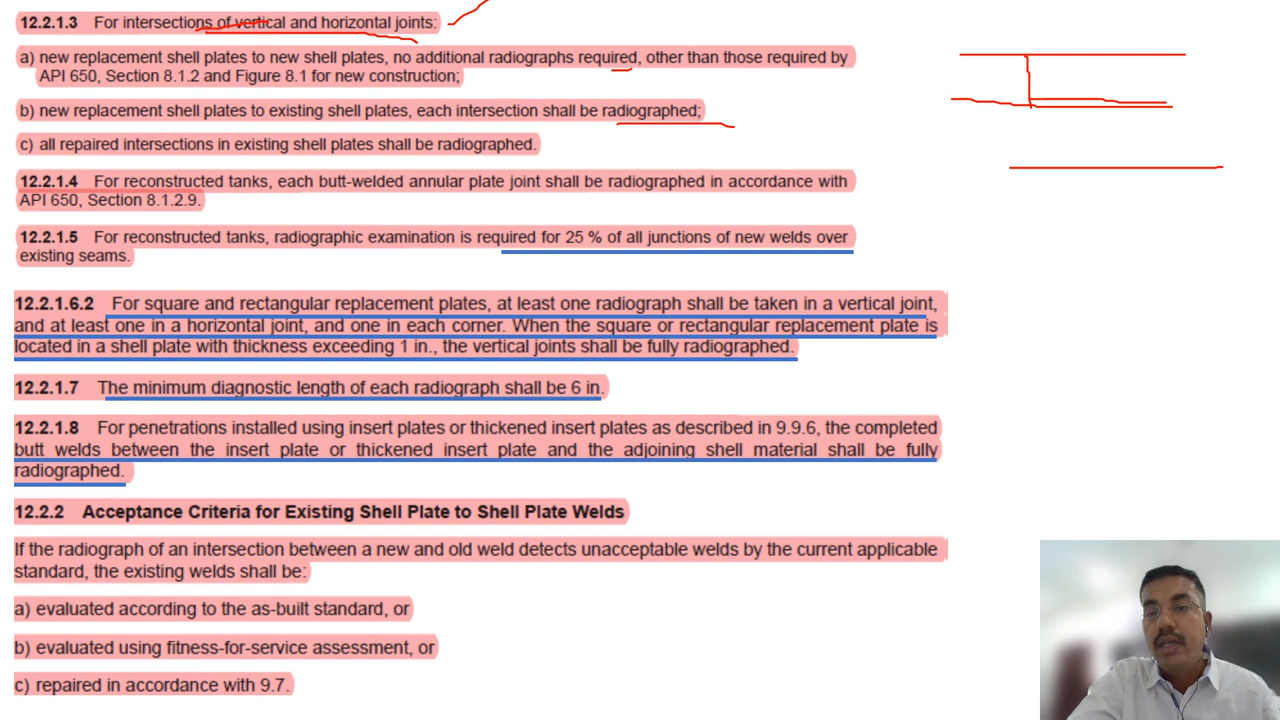 12.2.1.3 For intersections of vertical and horizontal joints:
a) new replacement shell plates to new shell plates, no additional radiographs required, other than those required by
API 650, Section 8.1.2 and Figure 8.1 for new construction;
b) new replacement shell plates to existing shell plates, each intersection shall be radiographed;
c) all repaired intersections in existing shell plates shall be radiographed.
12.2.1.4 For reconstructed tanks, each butt-welded annular plate joint shall be radiographed in accordance with
API 650, Section 8.1.2.9.
12.2.1.5 For reconstructed tanks, radiographic examination is required for 25 % of all junctions of new welds over
existing seams.
12.2.1.6.2 For square and rectangular replacement plates, at least one radiograph shall be taken in a vertical joint,
and at least one in a horizontal joint, and one in each corner. When the square or rectangular replacement plate is
located in a shell plate with thickness exceeding 1 in., the vertical joints shall be fully radiographed.
12.2.1.7 The minimum diagnostic length of each radiograph shall be 6 in.
12.2.1.8 For penetrations installed using insert plates or thickened insert plates as described in 9.9.6, the completed
butt welds between the insert plate or thickened insert plate and the adjoining shell material shall be fully
radiographed.
12.2.2 Acceptance Criteria for Existing Shell Plate to Shell Plate Welds
If the radiograph of an intersection between a new and old weld detects unacceptable welds by the current applicable
standard, the existing welds shall be:
a) evaluated according to the as-built standard, or
b) evaluated using fitness-for-service assessment, or
c) repaired in accordance with 9.7.